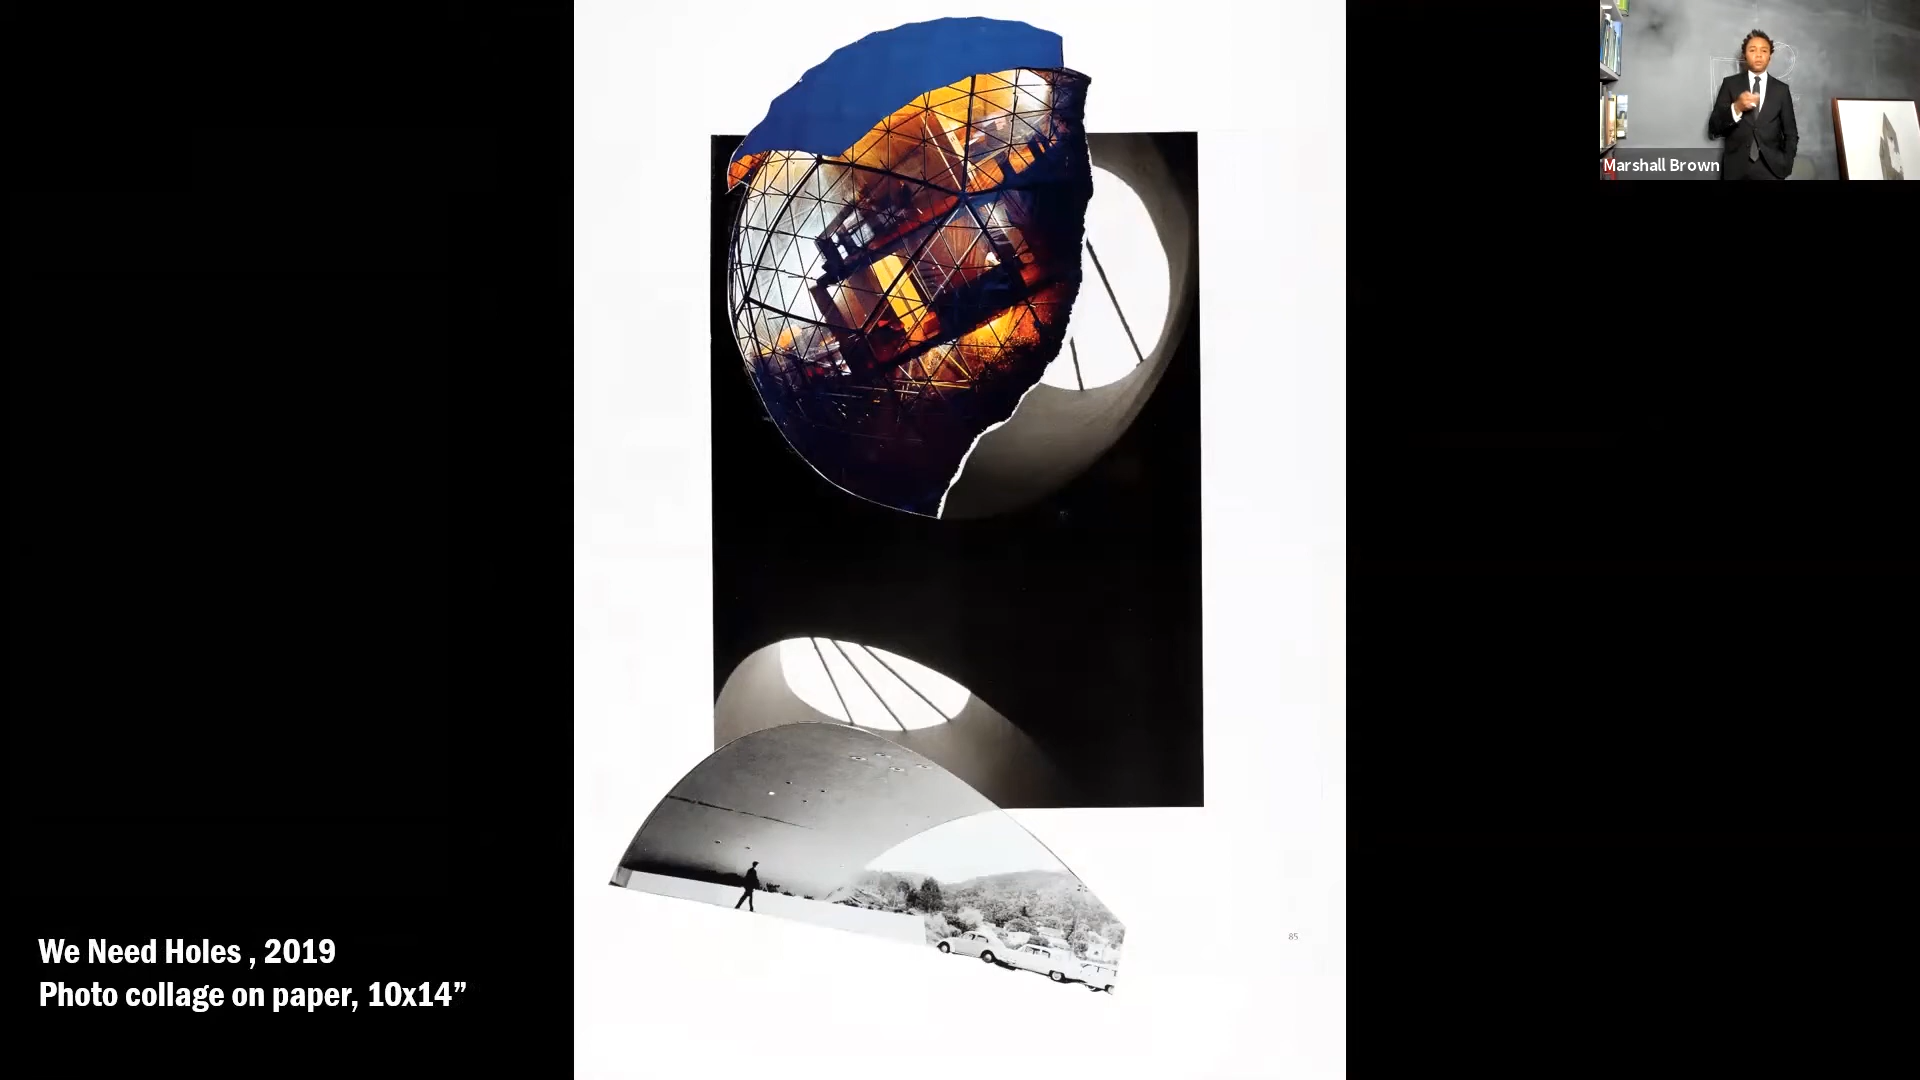 Marshall Brown
85
We Need Holes , 2019
Photo collage on paper, 10x14”